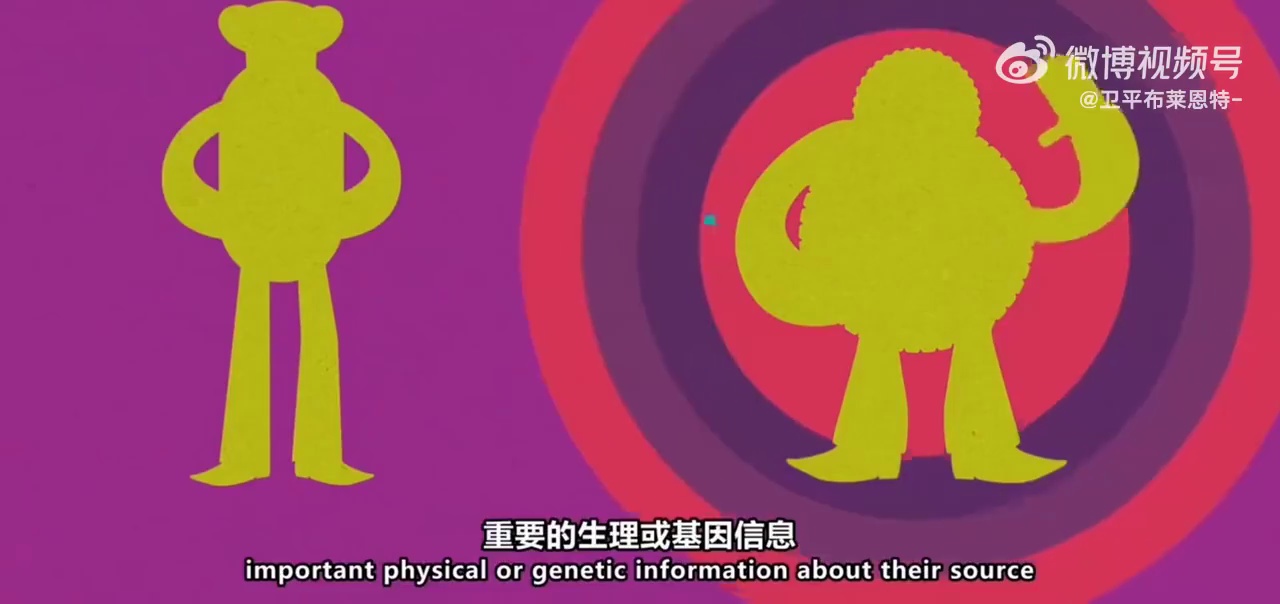 微博视频号
@卫平布莱恩特-
重要的生理或基因信息
important physical or genetic information about their source